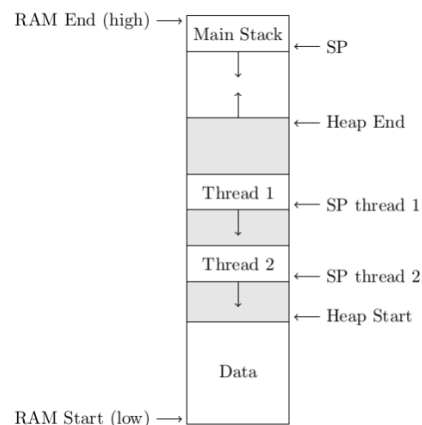 RAM End (high)
Main Stack
SP
Heap End
Thread 1
SP thread 1
Thread 2
SP thread 2
Heap Start
Data
RAM Start (low)